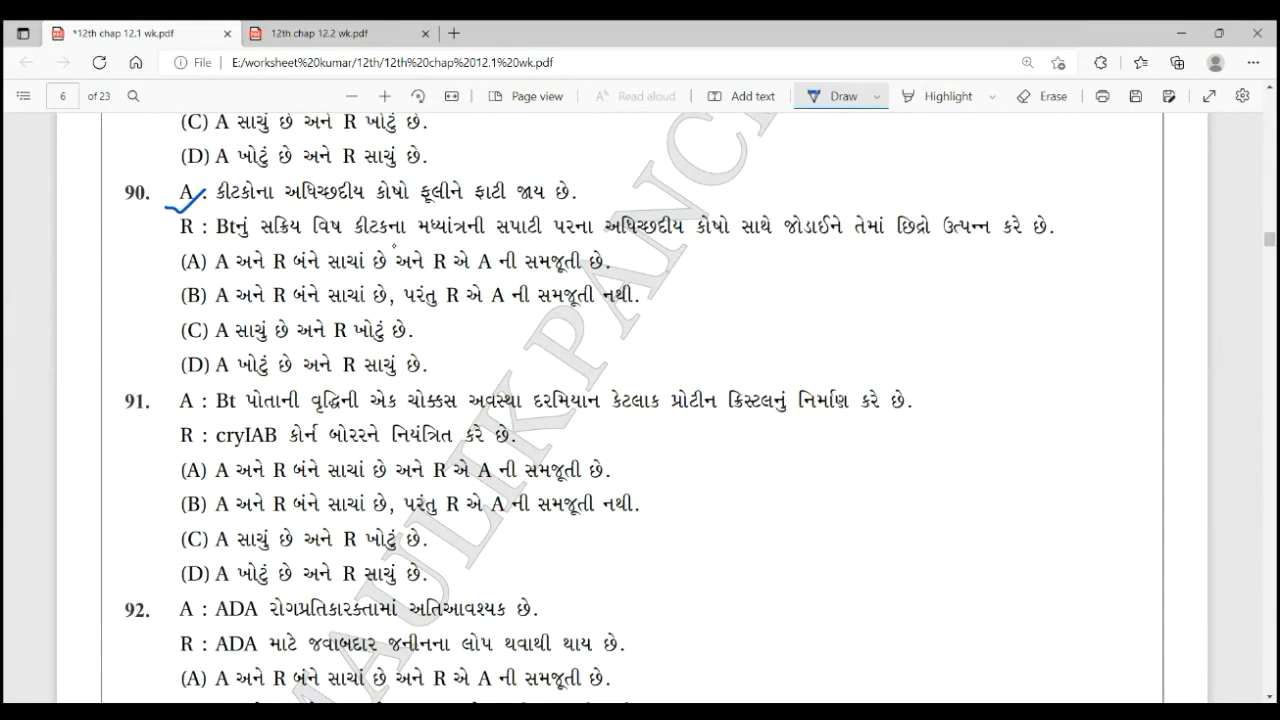 *12th chap 12.1 wk.pdf
12th chap 12.2 wk.pdf
File
E:/worksheet%20kumar/12th/12th%20chap%2012.1%20wk.pdf
6 of 23
Page view
Read aloud
Add text
Draw
Highlight
Erase
(C) A સાચું છે અને R ખોટું છે.
(D) A ખોટું છે અને R સાચું છે.
90. A : કીટકોના અધિચ્છદીય કોષો ફૂલીને ફાટી જાય છે.
R : Btનું સક્રિય વિષ કીટકના મધ્યાંત્રની સપાટી પરના અધિચ્છદીય કોષો સાથે જોડાઈને તેમાં છિદ્રો ઉત્પન્ન કરે છે.
(A) A અને R બંને સાચાં છે અને R એ A ની સમજૂતી છે.
(B) A અને R બંને સાચાં છે, પરંતુ R એ A ની સમજૂતી નથી.
(C) A સાચું છે અને R ખોટું છે.
(D) A ખોટું છે અને R સાચું છે.
91. A : Bt પોતાની વૃદ્ધિની એક ચોક્કસ અવસ્થા દરમિયાન કેટલાક પ્રોટીન ક્રિસ્ટલનું નિર્માણ કરે છે.
R : cryIAB કોર્ન બોરરને નિયંત્રિત કરે છે.
(A) A અને R બંને સાચાં છે અને R એ A ની સમજૂતી છે.
(B) A અને R બંને સાચાં છે, પરંતુ R એ A ની સમજૂતી નથી.
(C) A સાચું છે અને R ખોટું છે.
(D) A ખોટું છે અને R સાચું છે.
92. A : ADA રોગપ્રતિકારક્તામાં અતિઆવશ્યક છે.
R : ADA માટે જવાબદાર જનીનના લોપ થવાથી થાય છે.
(A) A અને R બંને સાચાં છે અને R એ A ની સમજૂતી છે.
MAULIKPANC